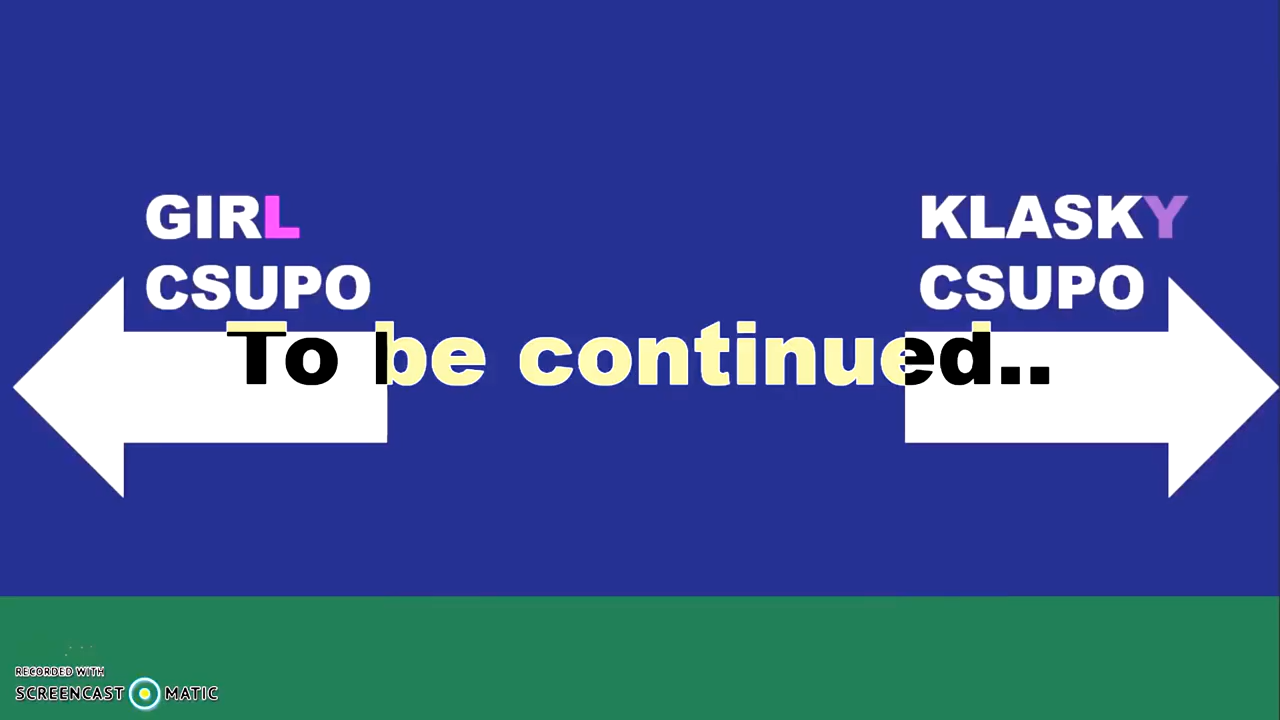 GIRL
CSUPO
KLASKY
CSUPO
To be continued..
RECORDED WITH
SCREENCAST MATIC